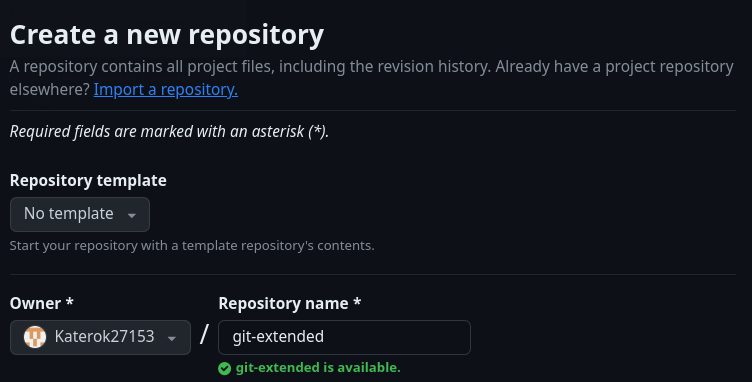 Create a new repository
A repository contains all project files, including the revision history. Already have a project repository
elsewhere? Import a repository.
Required fields are marked with an asterisk (*).
Repository template
No template
Start your repository with a template repository's contents.
Owner *
Repository name *
Katerok27153
/
git-extended
git-extended is available.